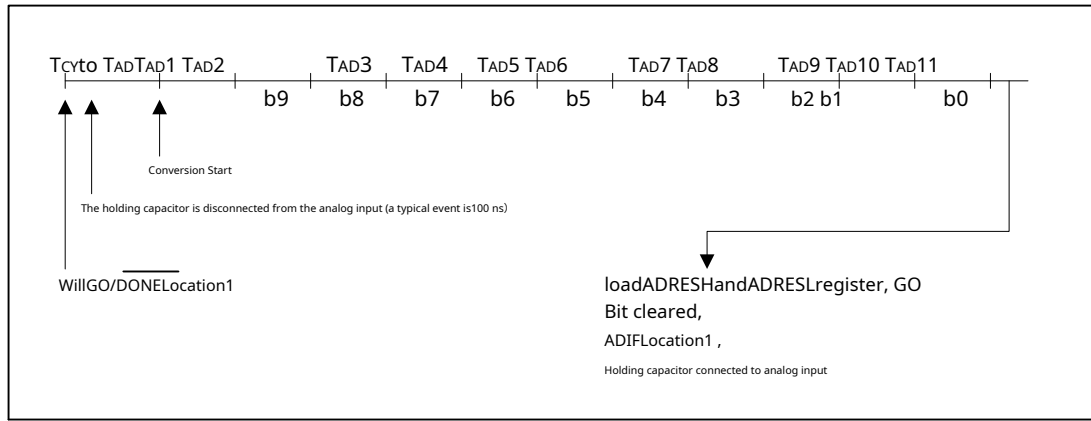 TCYto TADTAD1 TAD2 TAD3 TAD4 TAD5 TAD6 TAD7 TAD8 TAD9 TAD10 TAD11
b9 b8 b7 b6 b5 b4 b3 b2 b1 b0
Conversion Start
The holding capacitor is disconnected from the analog input (a typical event is100 ns)
WillGO/DONELocation1
loadADRESHandADRESLregister, GO
Bit cleared,
ADIFLocation1 ,
Holding capacitor connected to analog input